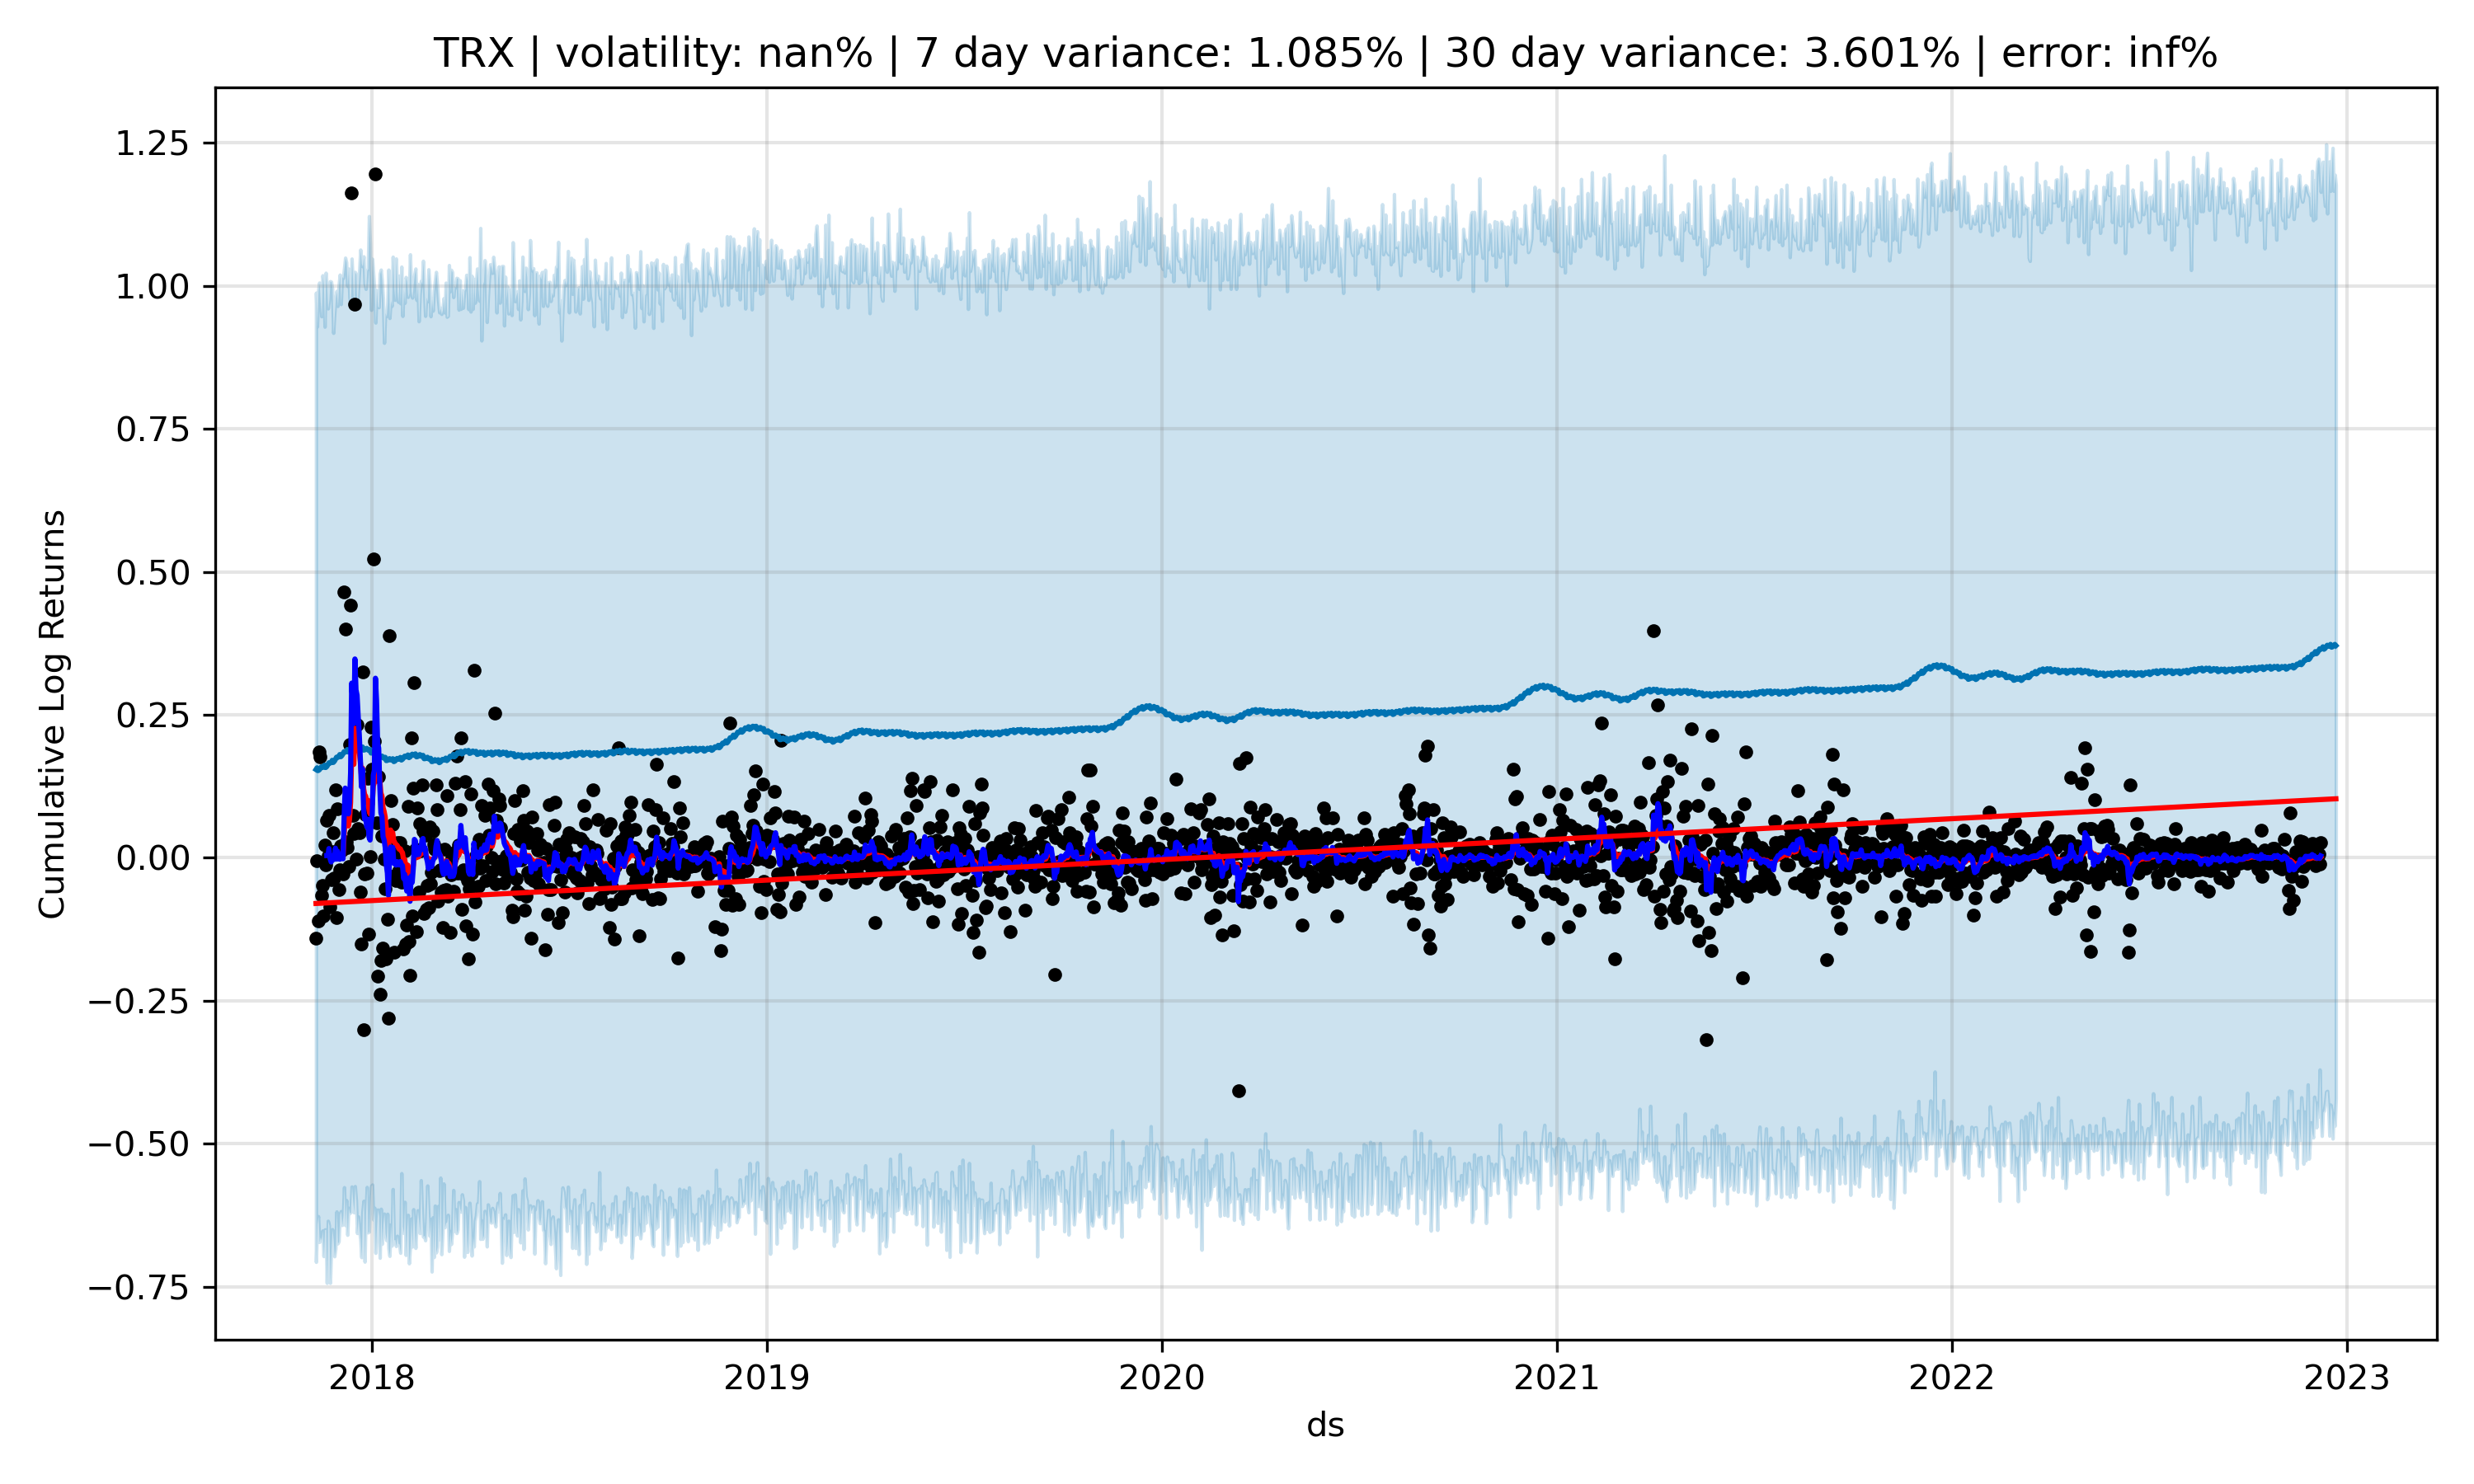 TRX | volatility: nan% | 7 day variance: 1.085% | 30 day variance: 3.601% | error: inf%
1.25
1.00
0.75
0.50
0.25
0.00
−0.25
−0.50
−0.75
Cumulative Log Returns
2018 2019 2020 2021 2022 2023
ds